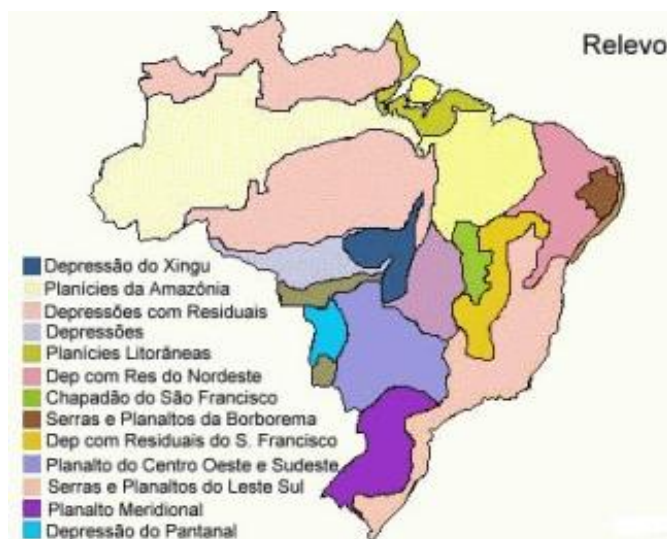 Relevo
Depressão do Xingu
Planícies da Amazónia
Depressões com Residuais
Depressões
Planícies Litorâneas
Dep com Res do Nordeste
Chapadão do São Francisco
Serras e Planaltos da Borborema
Dep com Residuais do S. Francisco
Planalto do Centro Oeste e Sudeste
Serras e Planaltos do Leste Sul
Planalto Meridional
Depressão do Pantanal